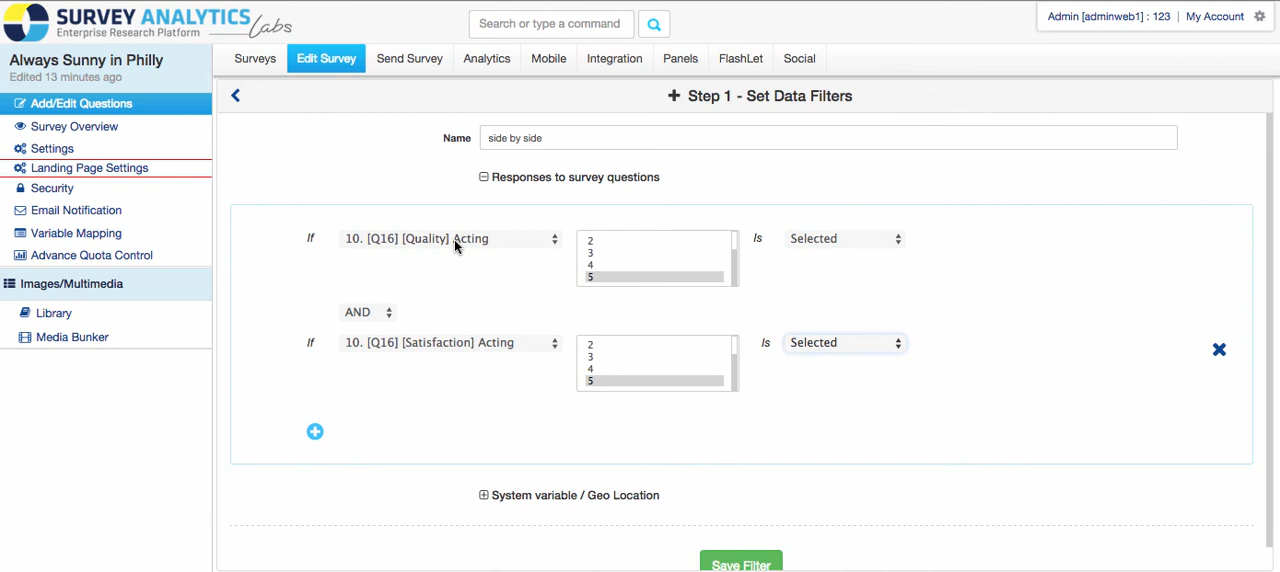 SURVEY ANALYTICS
Enterprise Research Platform
Labs
Search or type a command
Admin [adminweb1] : 123 | My Account
Always Sunny in Philly
Edited 13 minutes ago
Surveys
Edit Survey
Send Survey
Analytics
Mobile
Integration
Panels
FlashLet
Social
Add/Edit Questions
Survey Overview
Settings
Landing Page Settings
Security
Email Notification
Variable Mapping
Advance Quota Control
Images/Multimedia
Library
Media Bunker
Step 1 - Set Data Filters
Name
side by side
Responses to survey questions
If
10. [Q16] [Quality] Acting
2
3
4
5
Is
Selected
AND
If
10. [Q16] [Satisfaction] Acting
2
3
4
5
Is
Selected
System variable / Geo Location
Save Filter